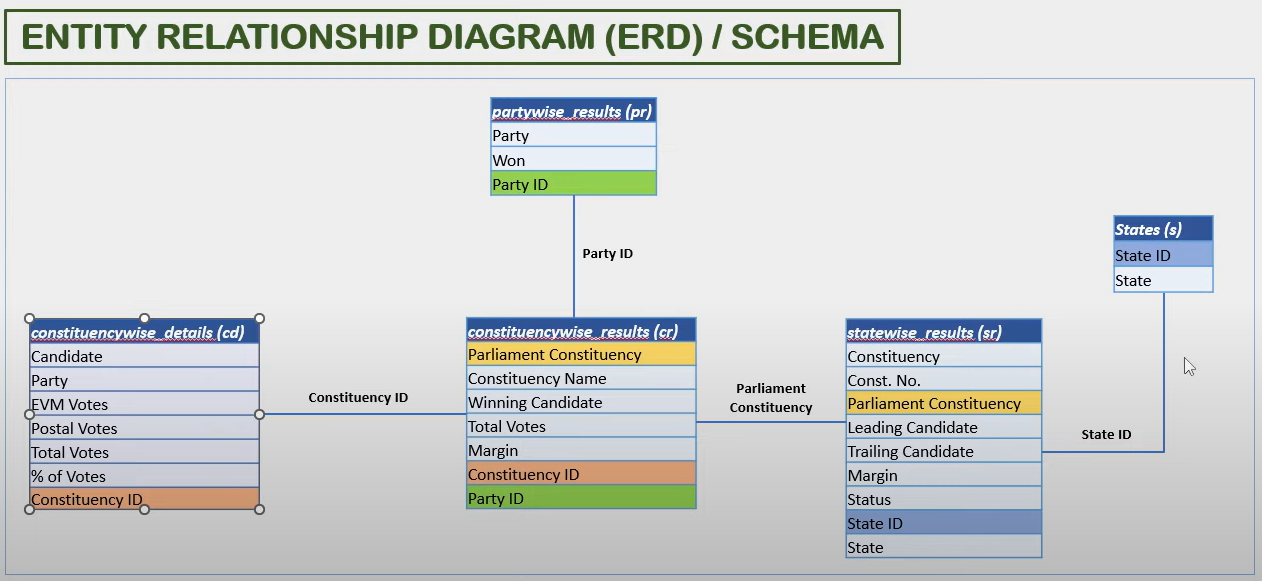 ENTITY RELATIONSHIP DIAGRAM (ERD) / SCHEMA
partywise_results (pr)
Party
Won
Party ID
Party ID
States (s)
State ID
State
constituencywise_details (cd)
Candidate
Party
EVM Votes
Postal Votes
Total Votes
% of Votes
Constituency ID
Constituency ID
constituencywise_results (cr)
Parliament Constituency
Constituency Name
Winning Candidate
Total Votes
Margin
Constituency ID
Party ID
Parliament
Constituency
statewise_results (sr)
Constituency
Const. No.
Parliament Constituency
Leading Candidate
Trailing Candidate
Margin
Status
State ID
State
State ID